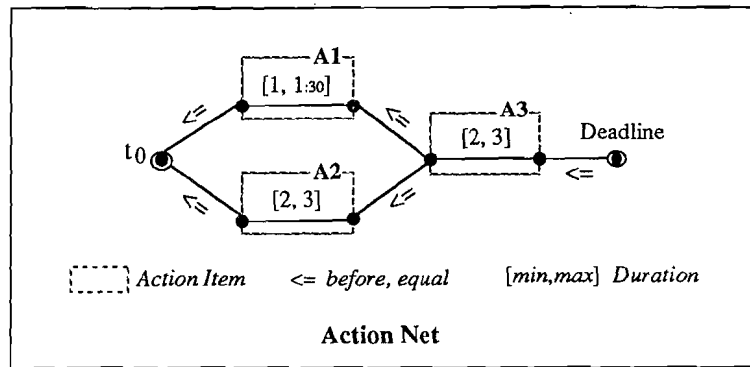 A1
[1, 1:30]
<=
<=
A3
[2, 3]
Deadline
t0
A2
[2, 3]
<=
<=
<=
Action Item <= before, equal [min,max] Duration
Action Net